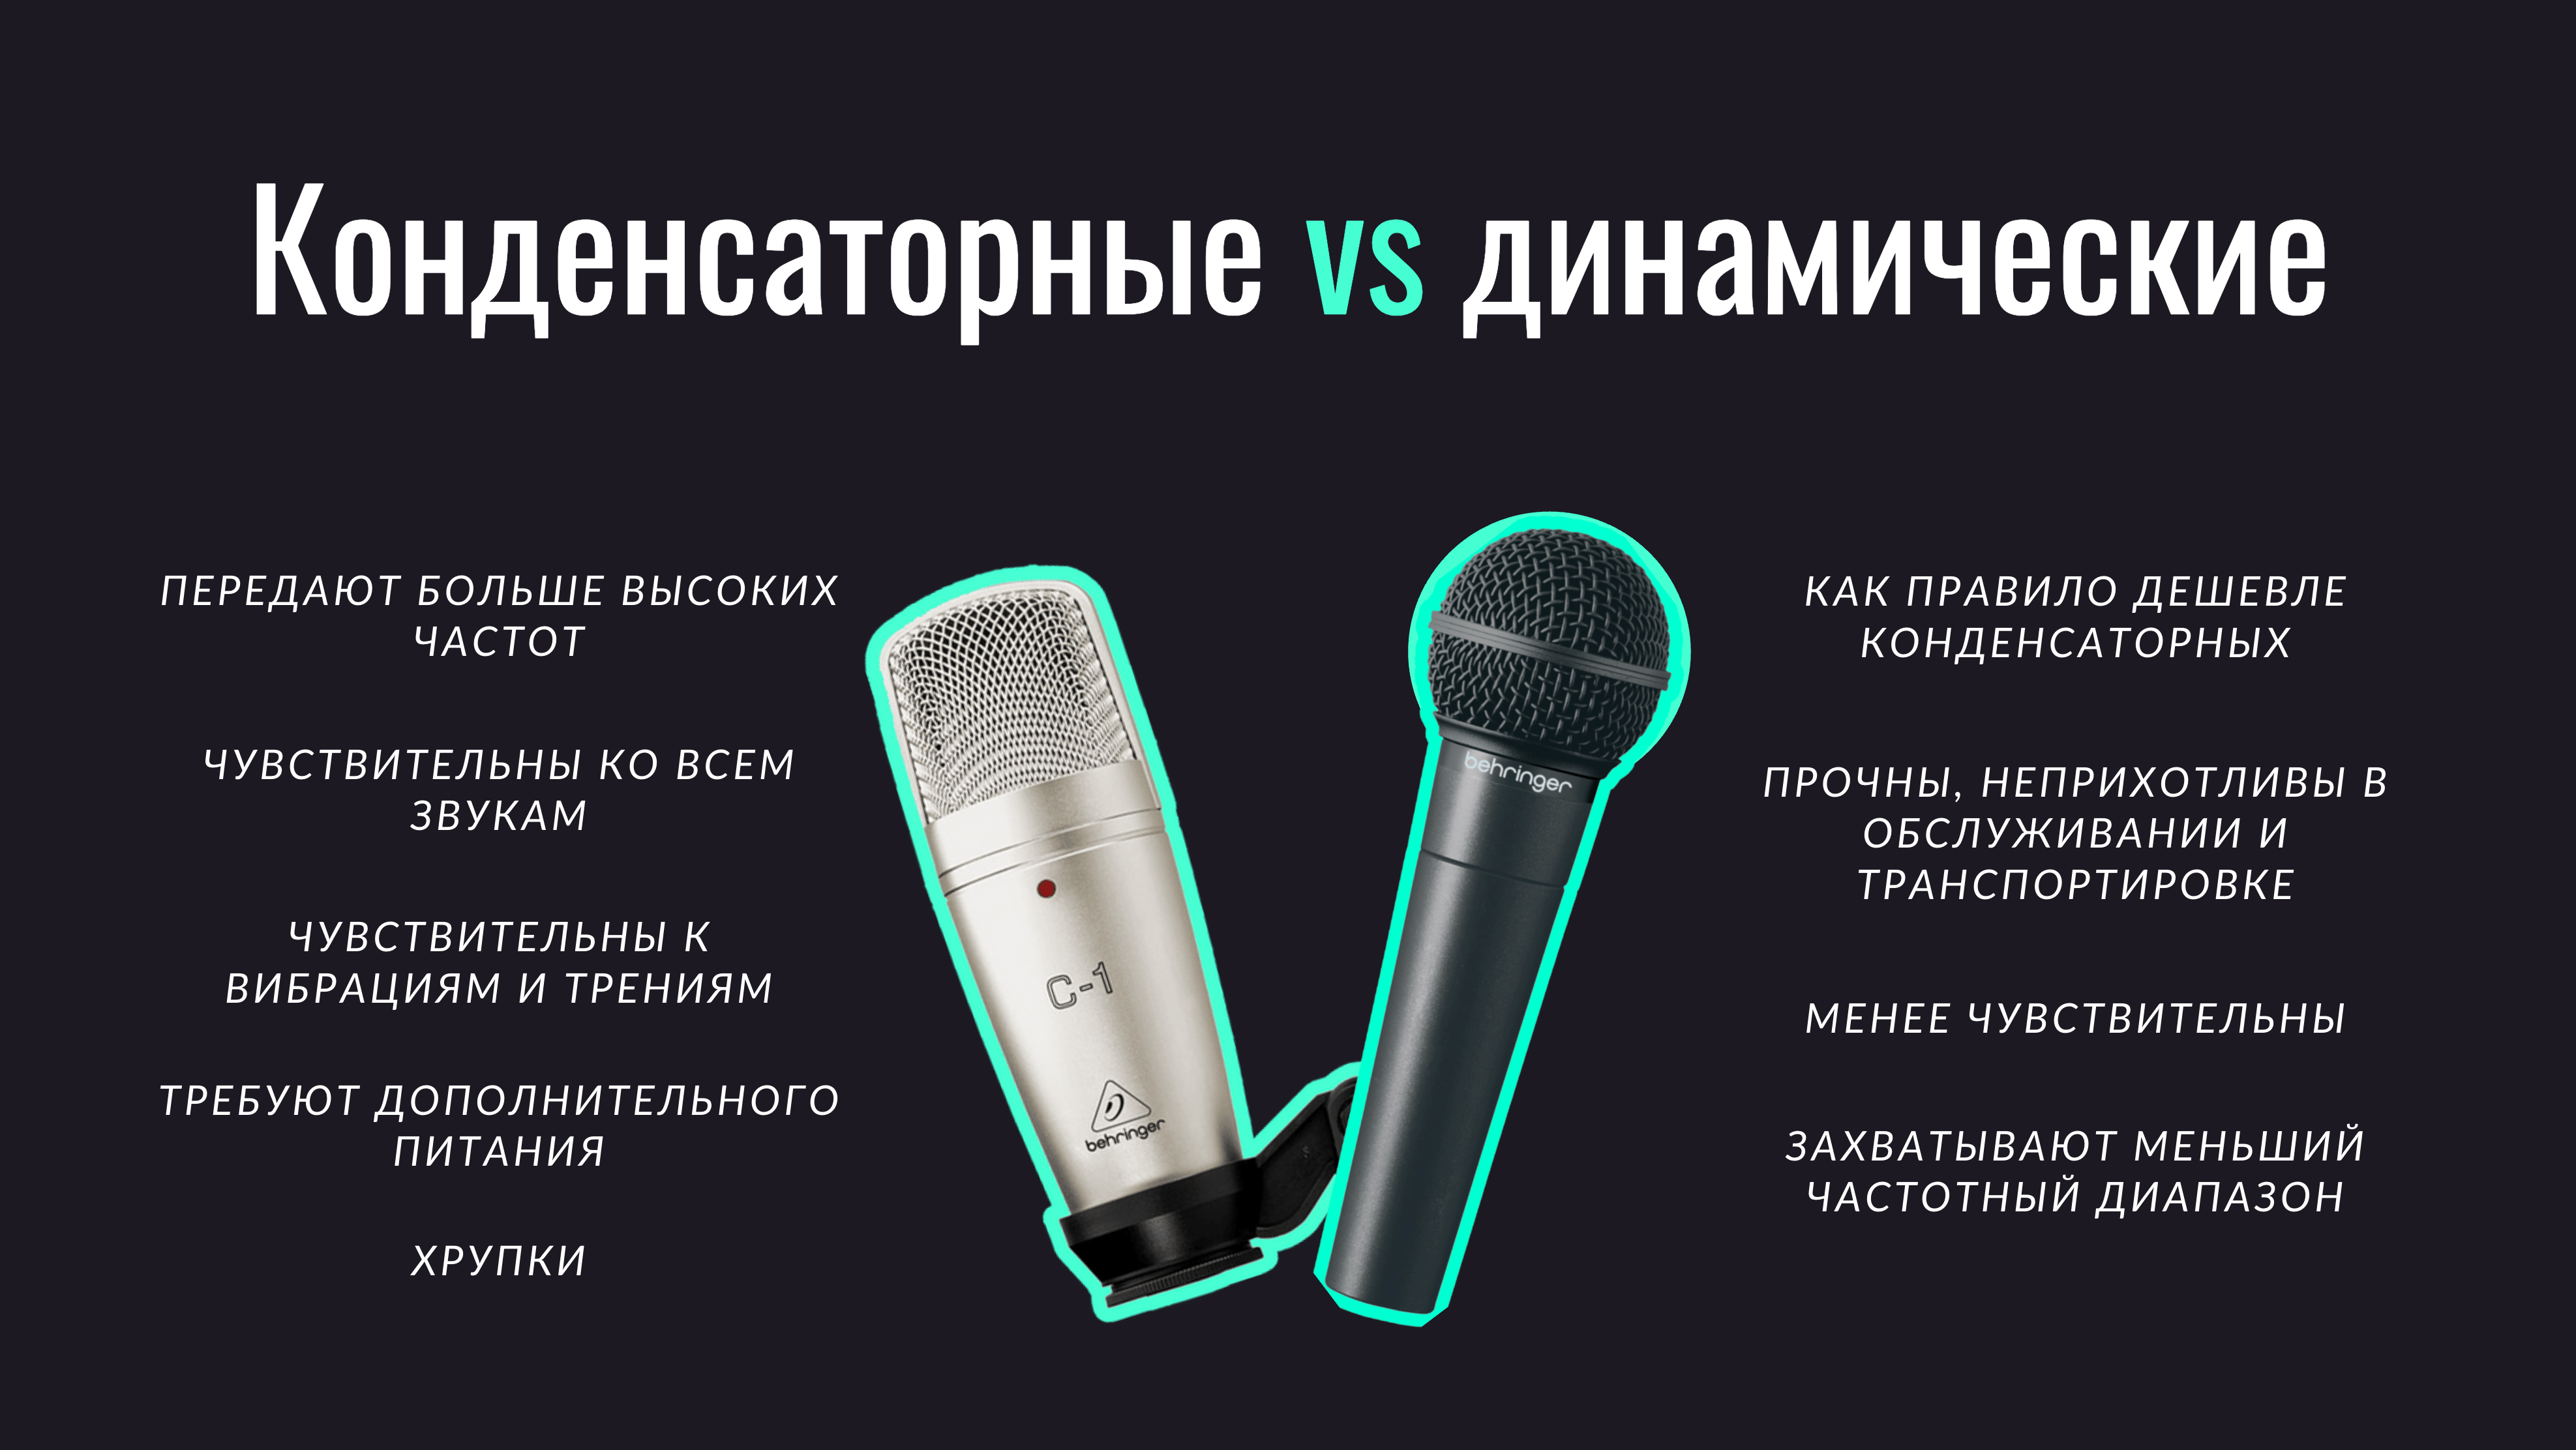 Конденсаторные vs динамические
ПЕРЕДАЮТ БОЛЬШЕ ВЫСОКИХ
ЧАСТОТ
ЧУВСТВИТЕЛЬНЫ КО ВСЕМ
ЗВУКАМ
ЧУВСТВИТЕЛЬНЫ К
ВИБРАЦИЯМ И ТРЕНИЯМ
ТРЕБУЮТ ДОПОЛНИТЕЛЬНОГО
ПИТАНИЯ
ХРУПКИ
C-1
behringer
behringer
КАК ПРАВИЛО ДЕШЕВЛЕ
КОНДЕНСАТОРНЫХ
ПРОЧНЫ, НЕПРИХОТЛИВЫ В
ОБСЛУЖИВАНИИ И
ТРАНСПОРТИРОВКЕ
МЕНЕЕ ЧУВСТВИТЕЛЬНЫ
ЗАХВАТЫВАЮТ МЕНЬШИЙ
ЧАСТОТНЫЙ ДИАПАЗОН